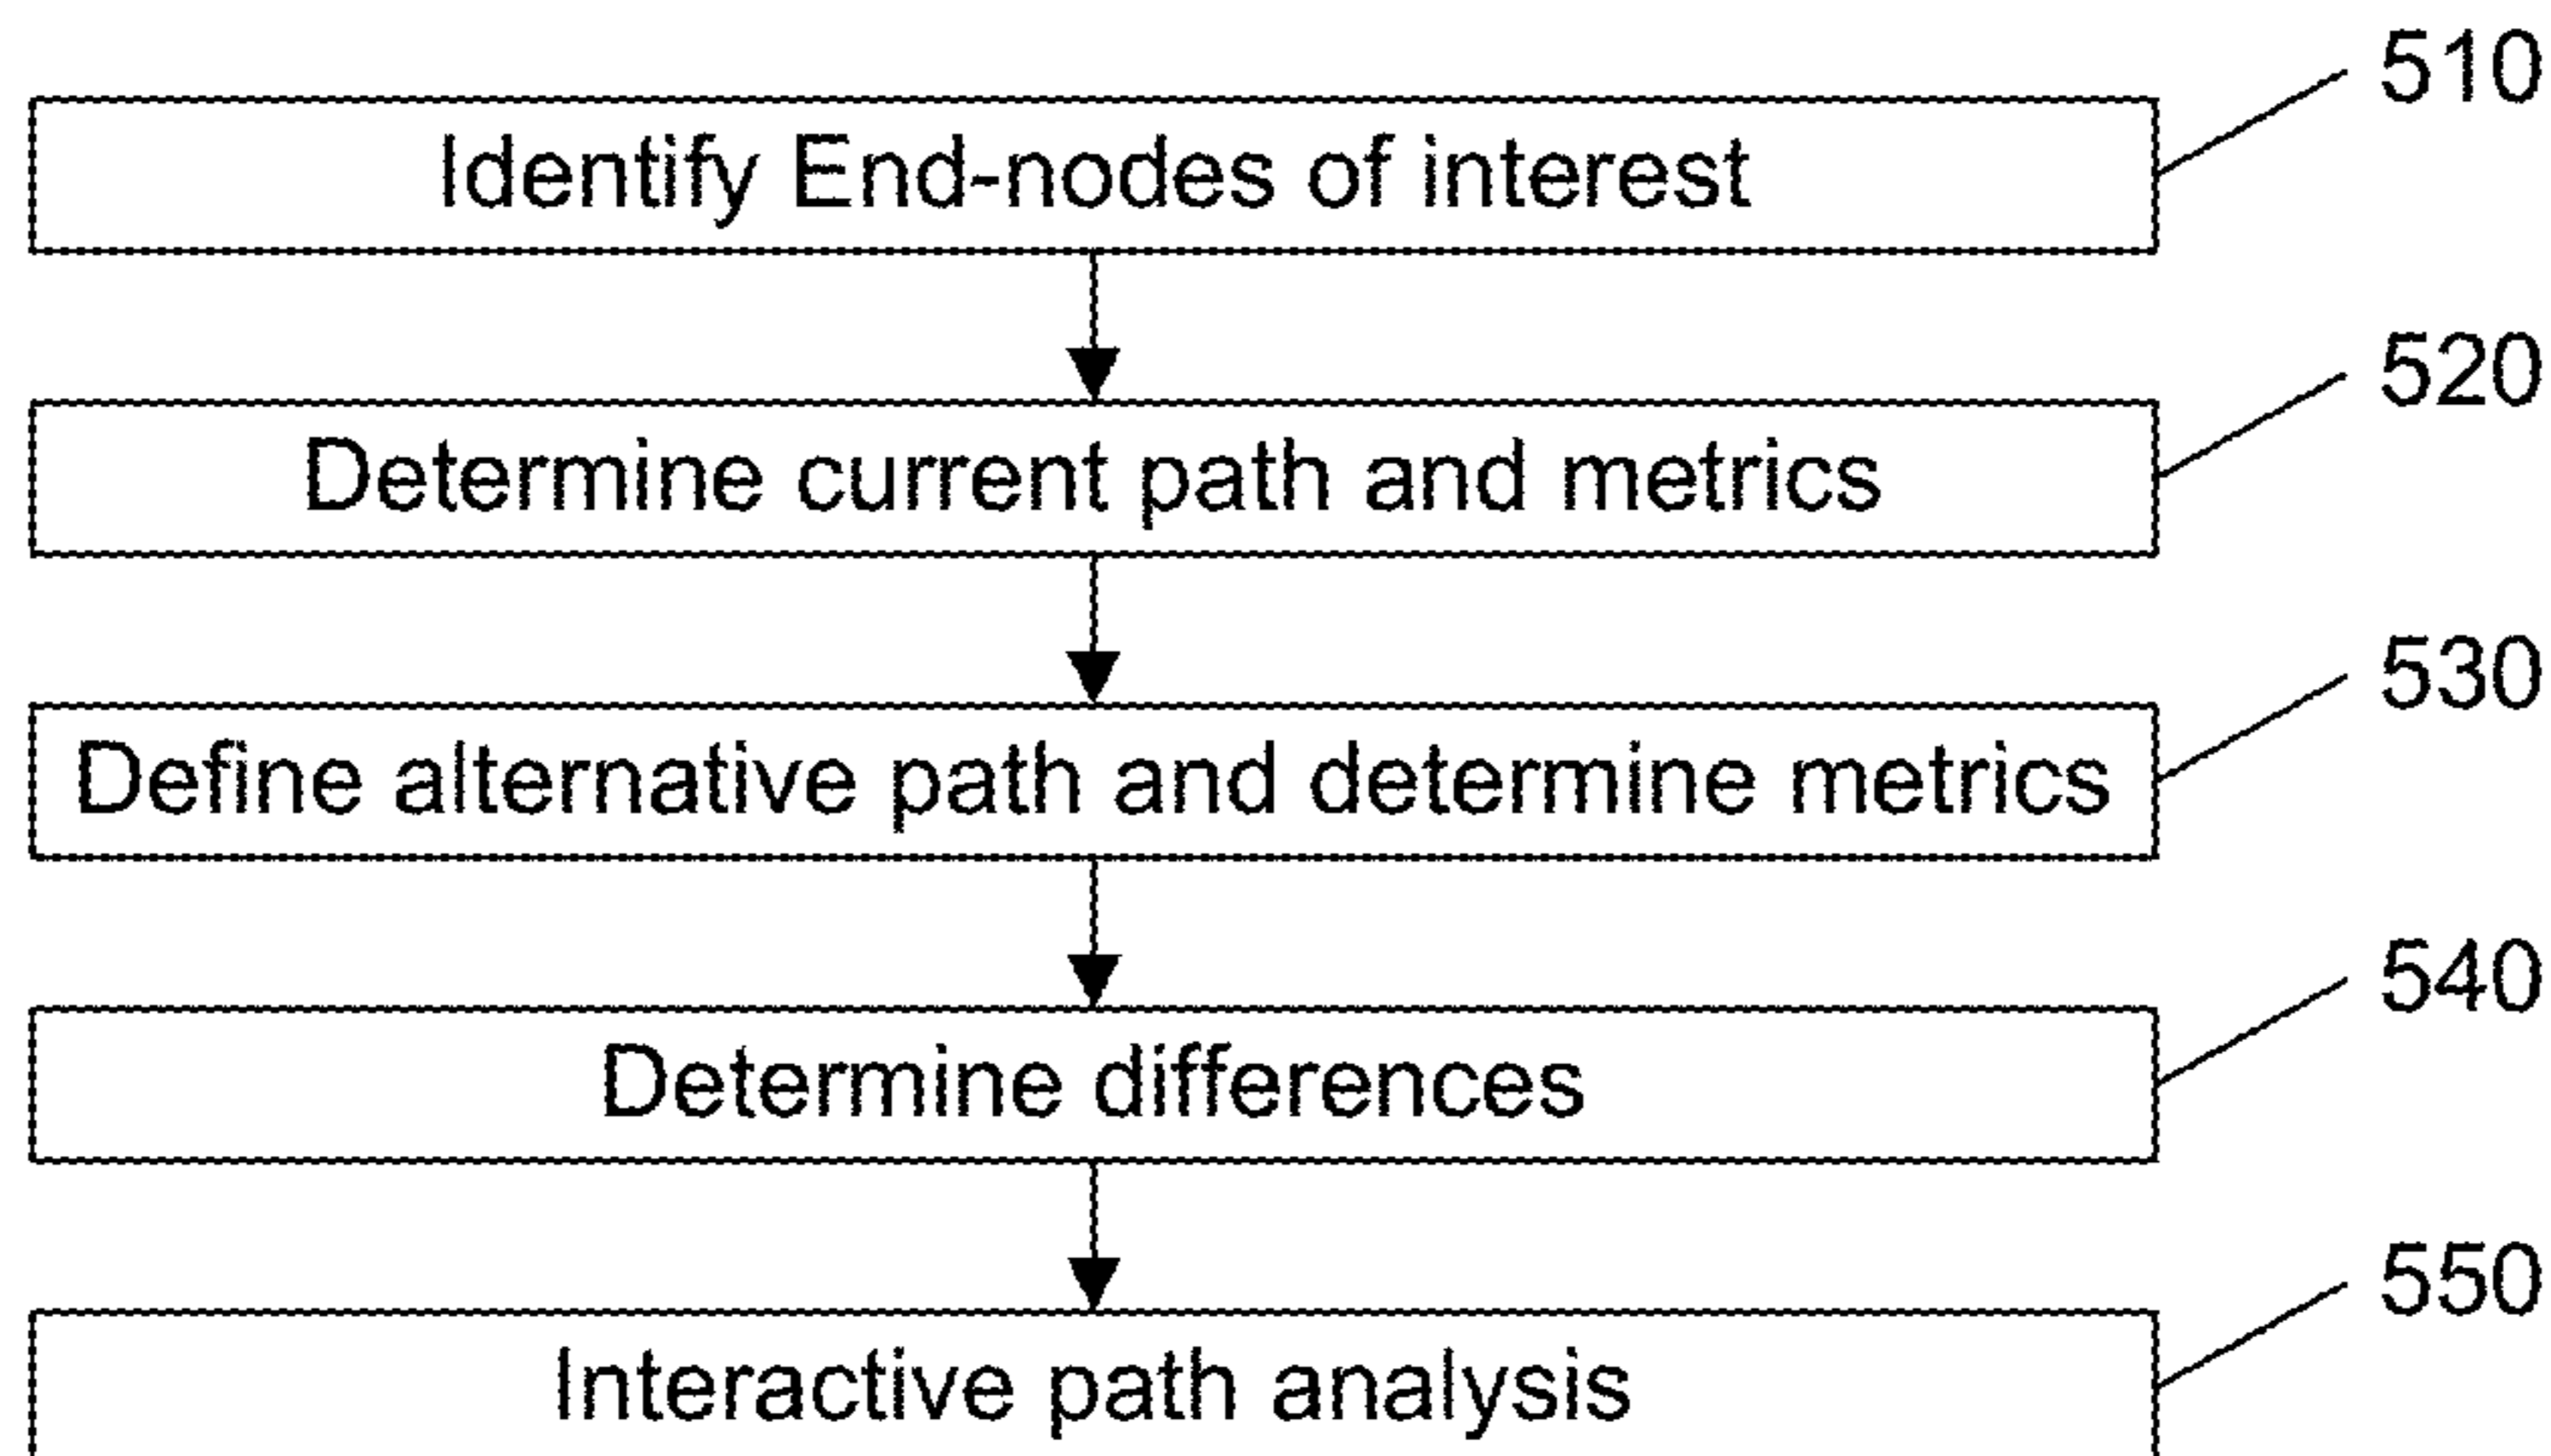 510
Identify End-nodes of interest
520
Determine current path and metrics
530
Define alternative path and determine metrics
540
Determine differences
550
Interactive path analysis